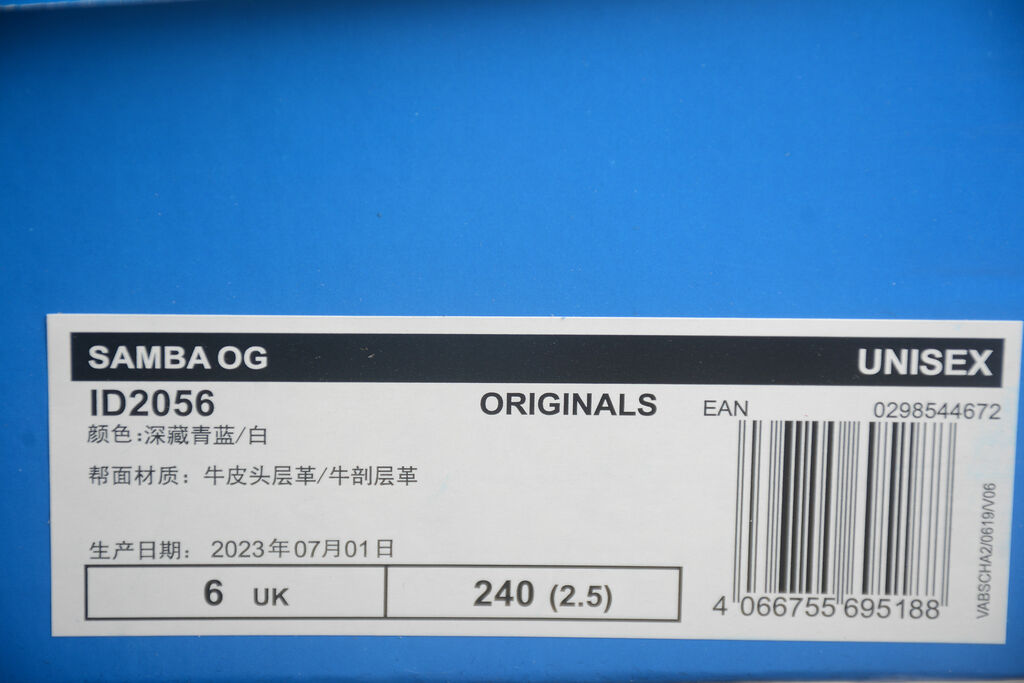 SAMBA OG UNISEX
ID2056 ORIGINALS EAN 0298544672
颜色:深藏青蓝/白
帮面材质：牛皮头层革/牛剖层革
生产日期： 2023年07月01日
6 UK 240 (2.5)
4 066755 695188
VABSCHA2/0619/V06